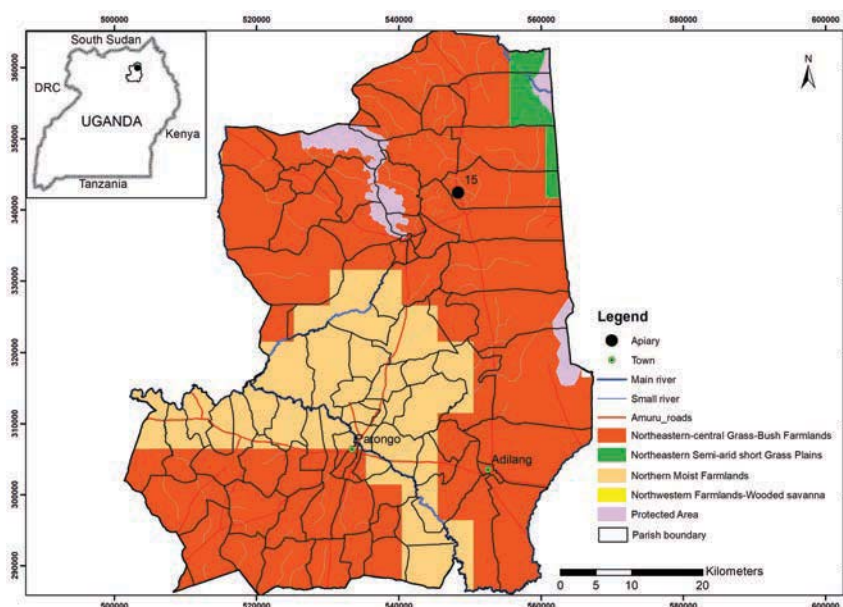 500000 520000 540000 560000 580000 600000
South Sudan
DRC
UGANDA
Kenya
Tanzania
N
360000
350000
340000
330000
320000
310000
300000
290000
15
Patongo
Adilang
Legend
Apiary
Town
Main river
Small river
Amuru_roads
Northeastern-central Grass-Bush Farmlands
Northeastern Semi-arid short Grass Plains
Northern Moist Farmlands
Northwestern Farmlands-Wooded savanna
Protected Area
Parish boundary
Kilometers
0 5 10 20
500000 520000 540000 560000 580000 600000